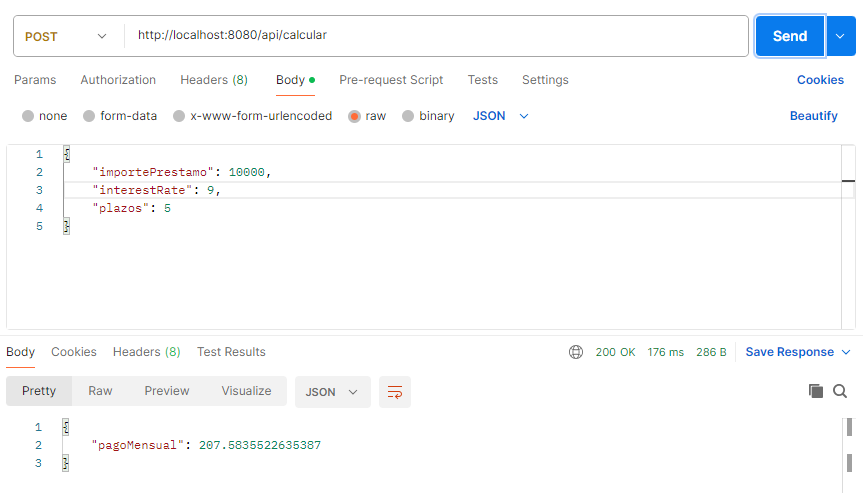 POST http://localhost:8080/api/calcular Send
Params Authorization Headers (8) Body Pre-request Script Tests Settings Cookies
none form-data x-www-form-urlencoded raw binary JSON Beautify
1 {
2 "importePrestamo": 10000,
3 "interestRate": 9,
4 "plazos": 5
5 }
Body Cookies Headers (8) Test Results 200 OK 176 ms 286 B Save Response
Pretty Raw Preview Visualize JSON
1 {
2 "pagoMensual": 207.5835522635387
3 }